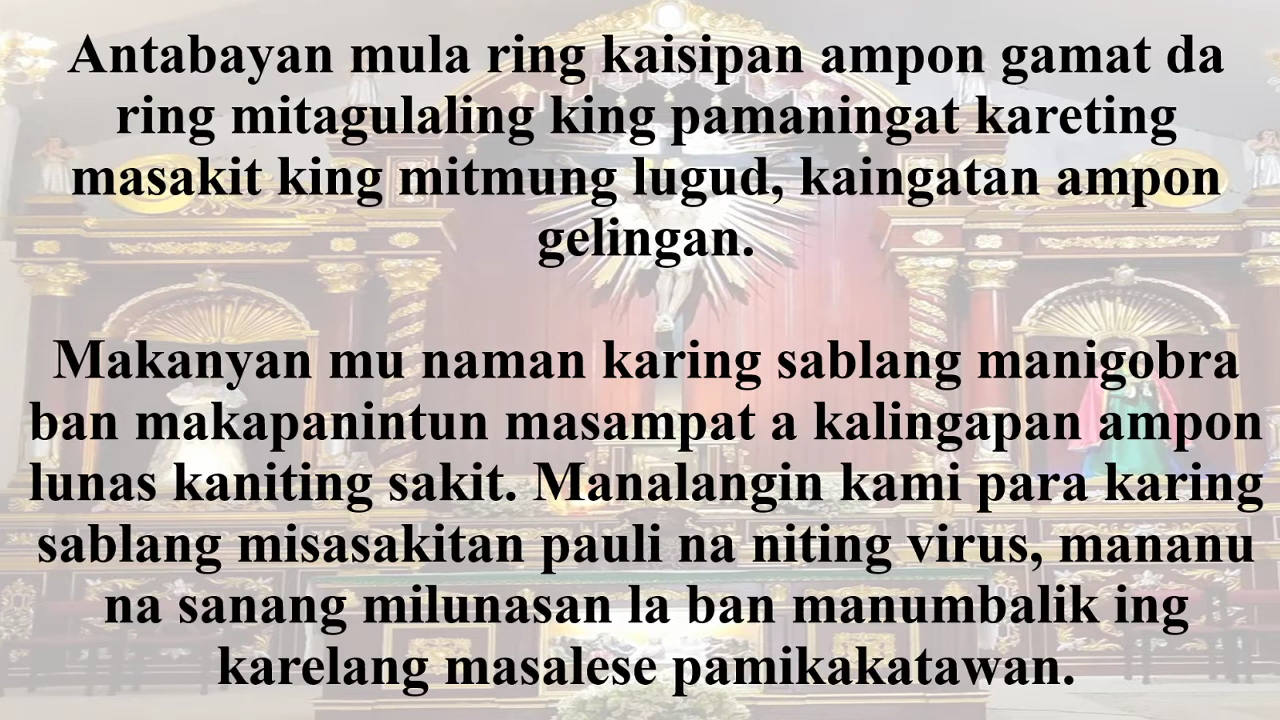 Antabayan mula ring kaisipan ampon gamat da
ring mitagulaling king pamaningat kareting
masakit king mitmung lugud, kaingatan ampon
gelingan.
Makanyan mu naman karing sablang manigobra
ban makapanintun masampat a kalingapan ampon
lunas kaniting sakit. Manalangin kami para karing
sablang misasakitan pauli na niting virus, mananu
na sanang milunasan la ban manumbalik ing
karelang masalese pamikakatawan.